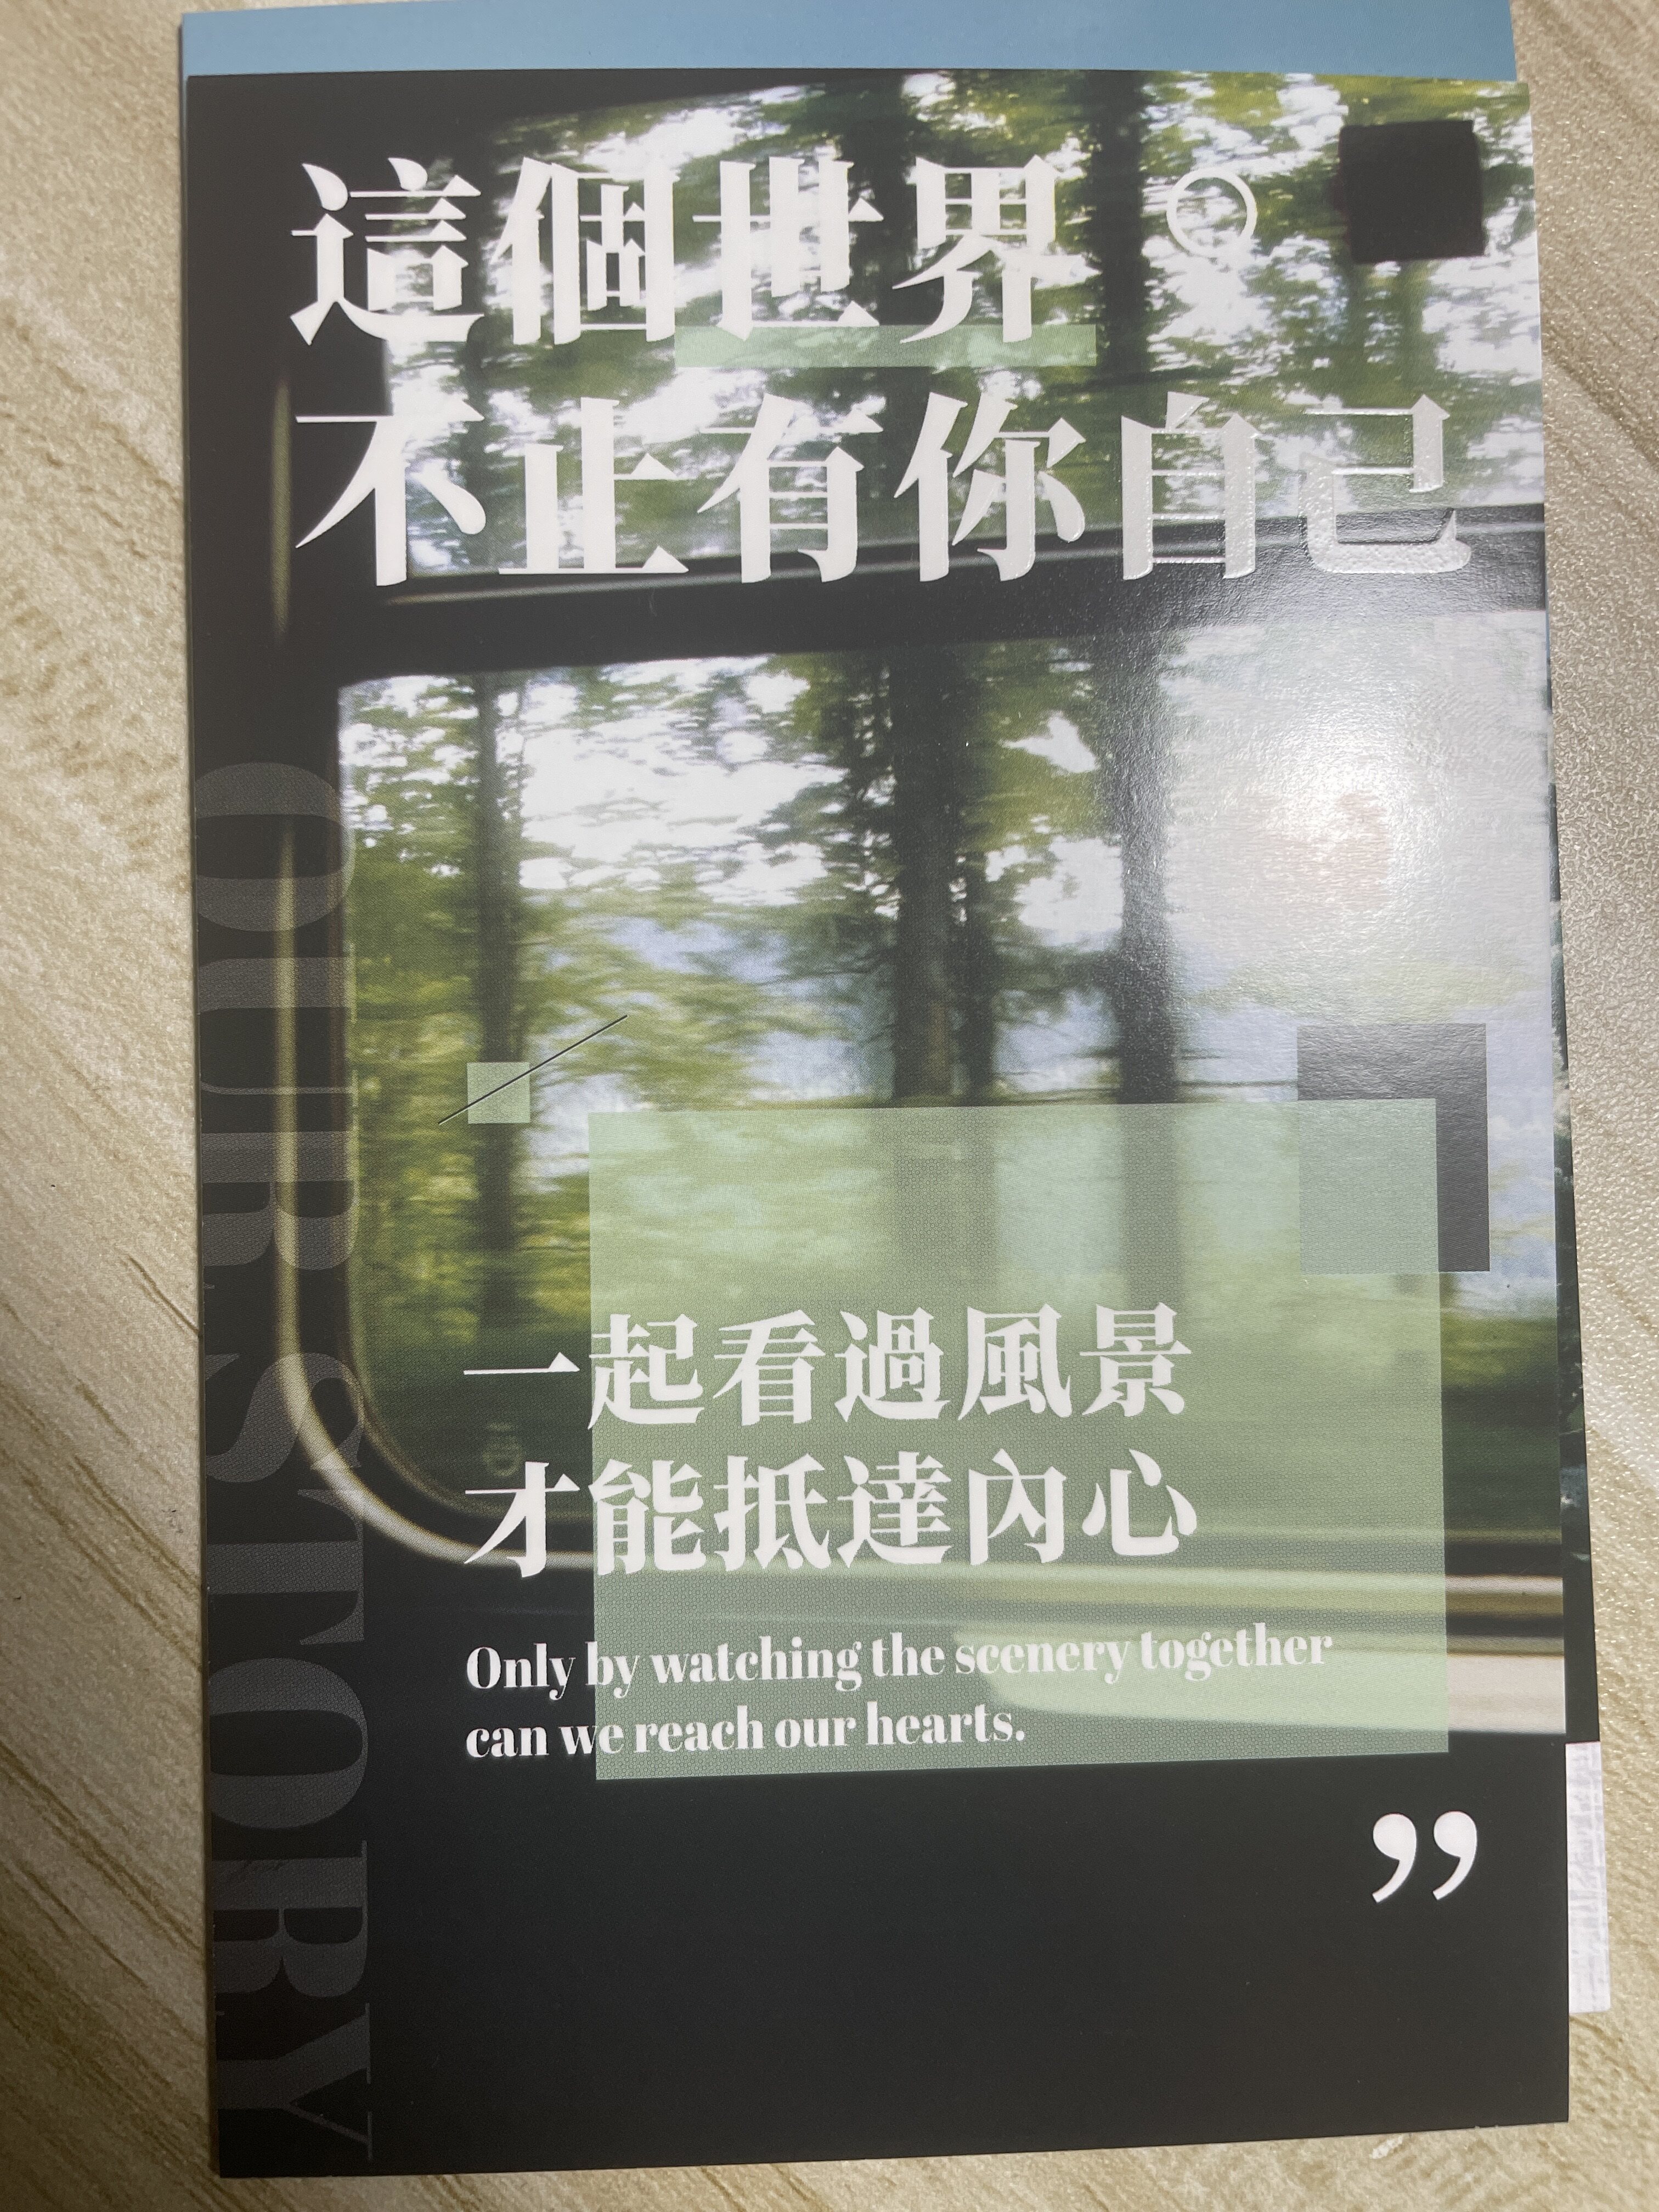 這個世界。
不止有你自己
OUR STORY
一起看過風景
才能抵達內心
Only by watching the scenery together
can we reach our hearts.
”